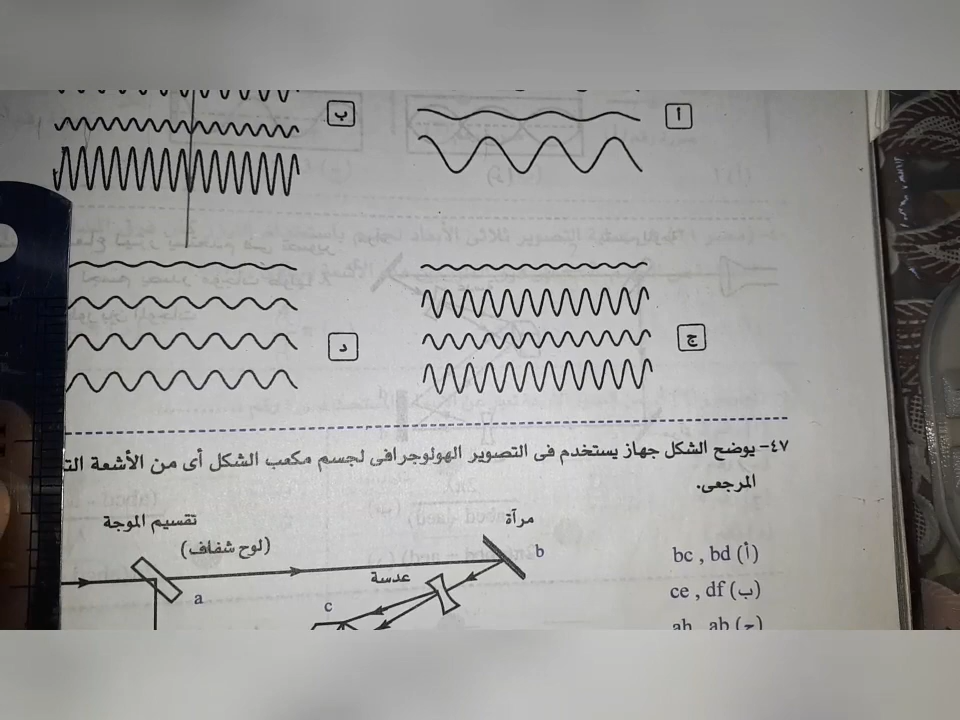 أ
ب
ج
د
٤٧- يوضح الشكل جهاز يستخدم فى التصوير الهولوجرافى لجسم مكعب الشكل أى من الأشعة
المرجعى.
تقسيم الموجة
(لوح شفاف)
مرآة
b
عدسة
a
c
(أ) bc , bd
(ب) ce , df